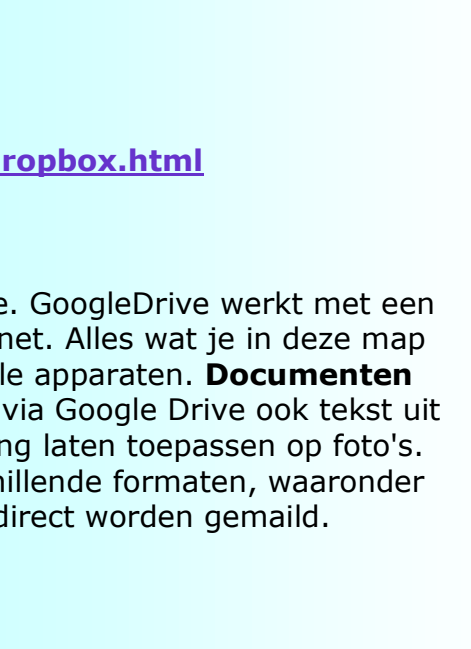 ropbox.html
e. GoogleDrive werkt met een
net. Alles wat je in deze map
le apparaten. Documenten
via Google Drive ook tekst uit
ng laten toepassen op foto's.
illende formaten, waaronder
direct worden gemaild.